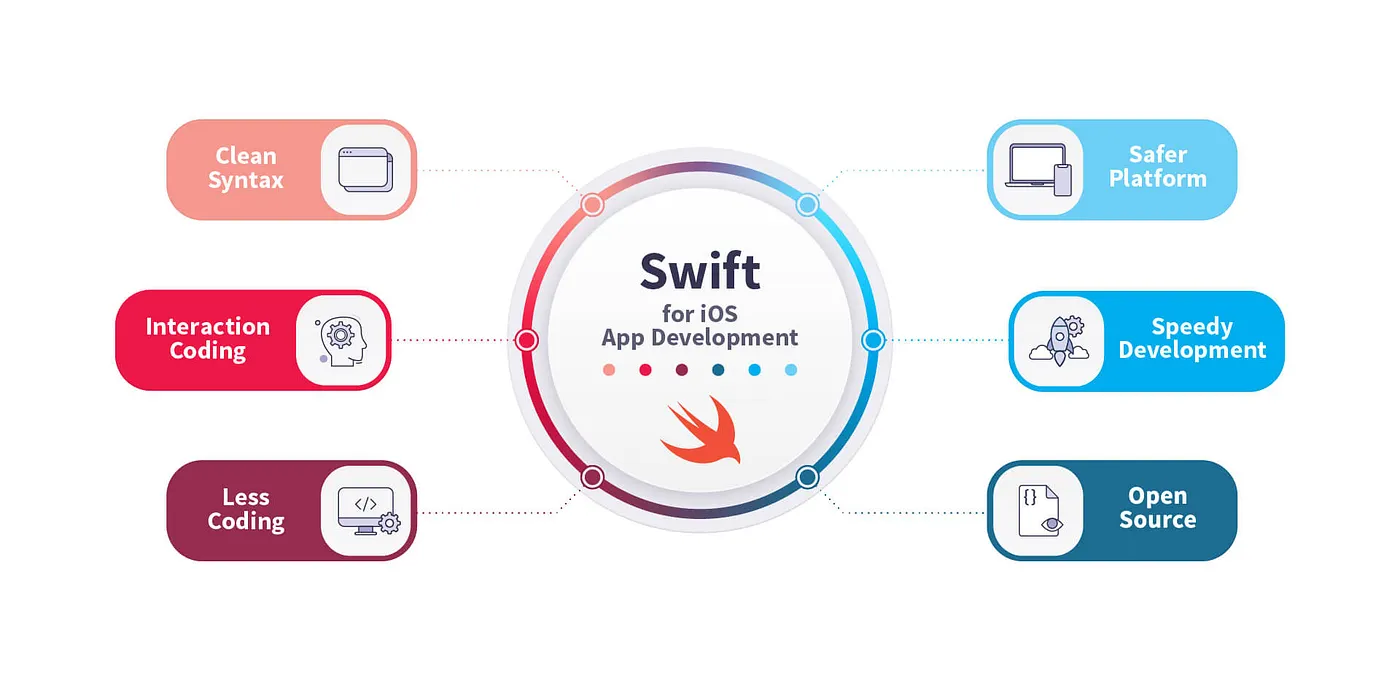 Clean
Syntax
Interaction
Coding
Less
Coding
Swift
for iOS
App Development
</>
{}
Safer
Platform
Speedy
Development
Open
Source